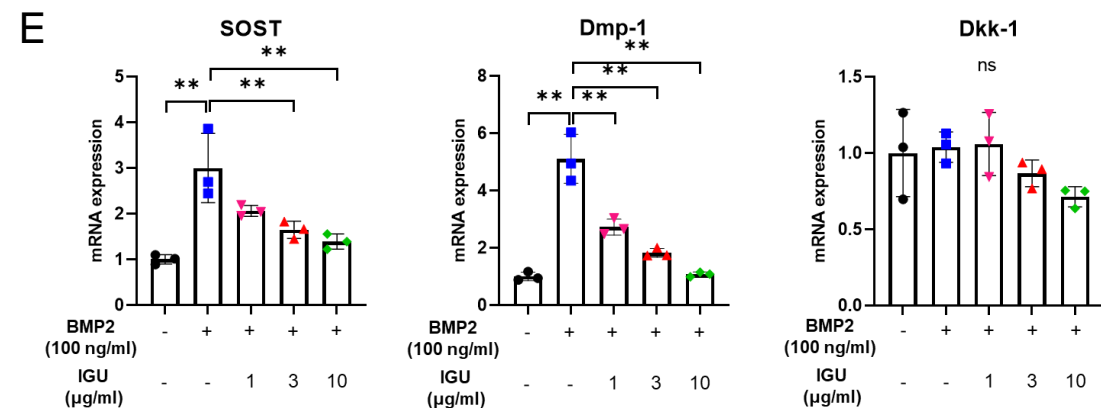 E
SOST
** ** **
mRNA expression
5
4
3
2
1
0
BMP2 - + + + +
(100 ng/ml)
IGU - - 1 3 10
(μg/ml)
Dmp-1
** ** ** **
mRNA expression
8
6
4
2
0
BMP2 - + + + +
(100 ng/ml)
IGU - - 1 3 10
(μg/ml)
Dkk-1
ns
mRNA expression
1.5
1.0
0.5
0.0
BMP2 - + + + +
(100 ng/ml)
IGU - - 1 3 10
(μg/ml)